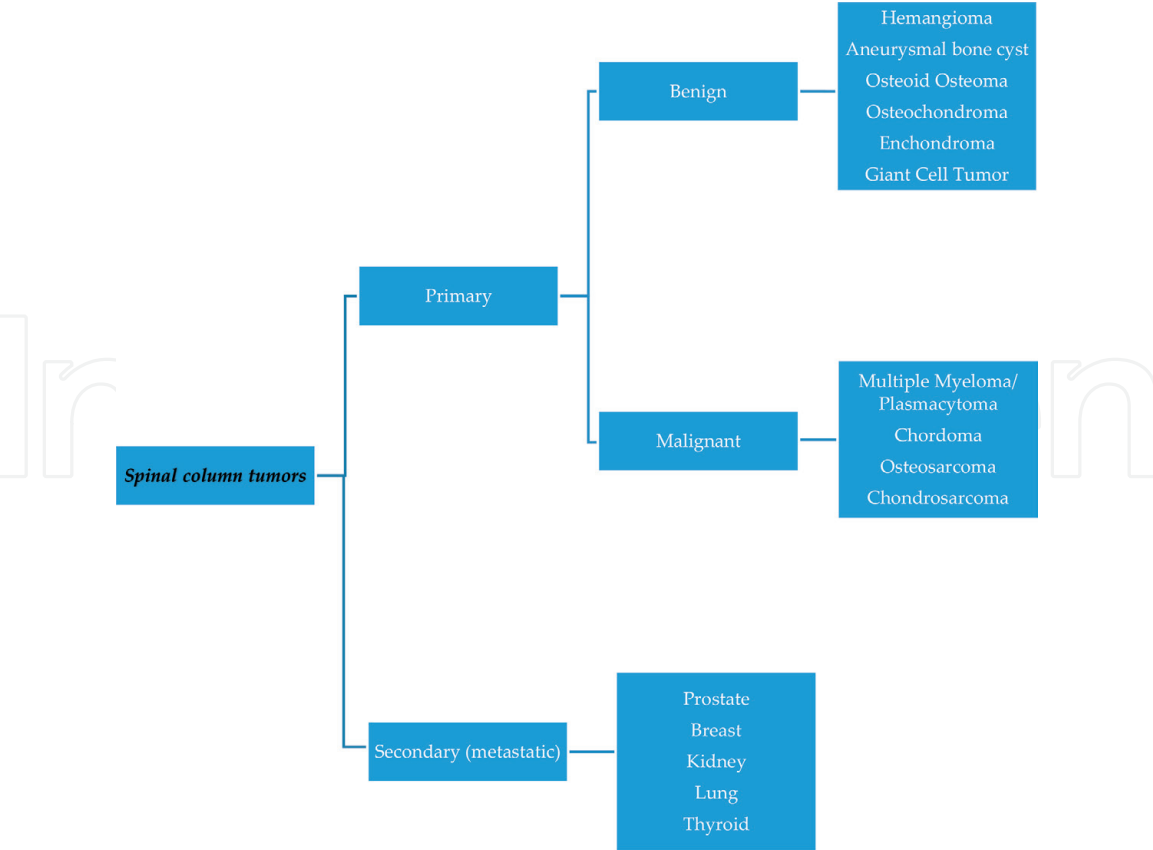 Hemangioma
Aneurysmal bone cyst
Osteoid Osteoma
Osteochondroma
Enchondroma
Giant Cell Tumor
Benign
Primary
Multiple Myeloma/
Plasmacytoma
Chordoma
Osteosarcoma
Chondrosarcoma
Malignant
Spinal column tumors
Prostate
Breast
Kidney
Lung
Thyroid
Secondary (metastatic)